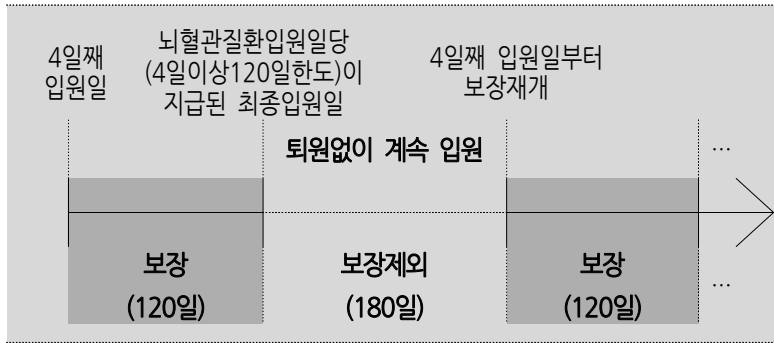 4일째
입원일
뇌혈관질환입원일당
(4일이상120일한도)이
지급된 최종입원일
4일째 입원일부터
보장재개
퇴원없이 계속 입원
...
보장
(120일)
보장제외
(180일)
보장
(120일)
...